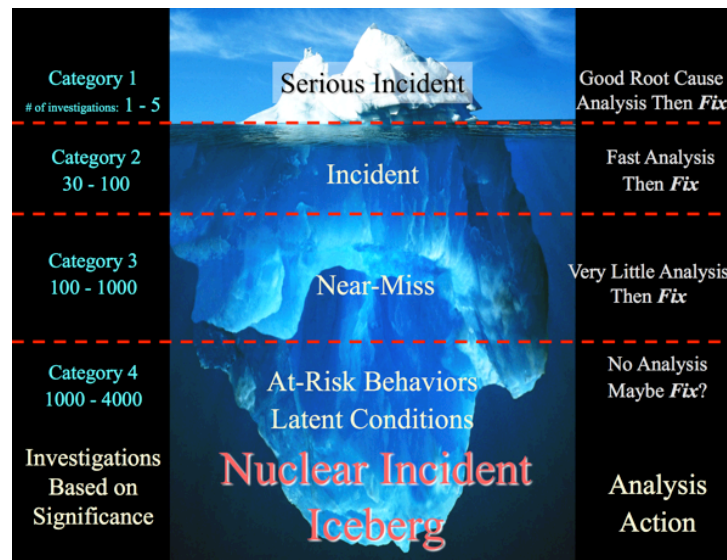 Category 1
# of investigations: 1 - 5
Serious Incident
Good Root Cause
Analysis Then Fix
Category 2
30 - 100
Incident
Fast Analysis
Then Fix
Category 3
100 - 1000
Near-Miss
Very Little Analysis
Then Fix
Category 4
1000 - 4000
At-Risk Behaviors
Latent Conditions
No Analysis
Maybe Fix?
Investigations
Based on
Significance
Nuclear Incident
Iceberg
Analysis
Action